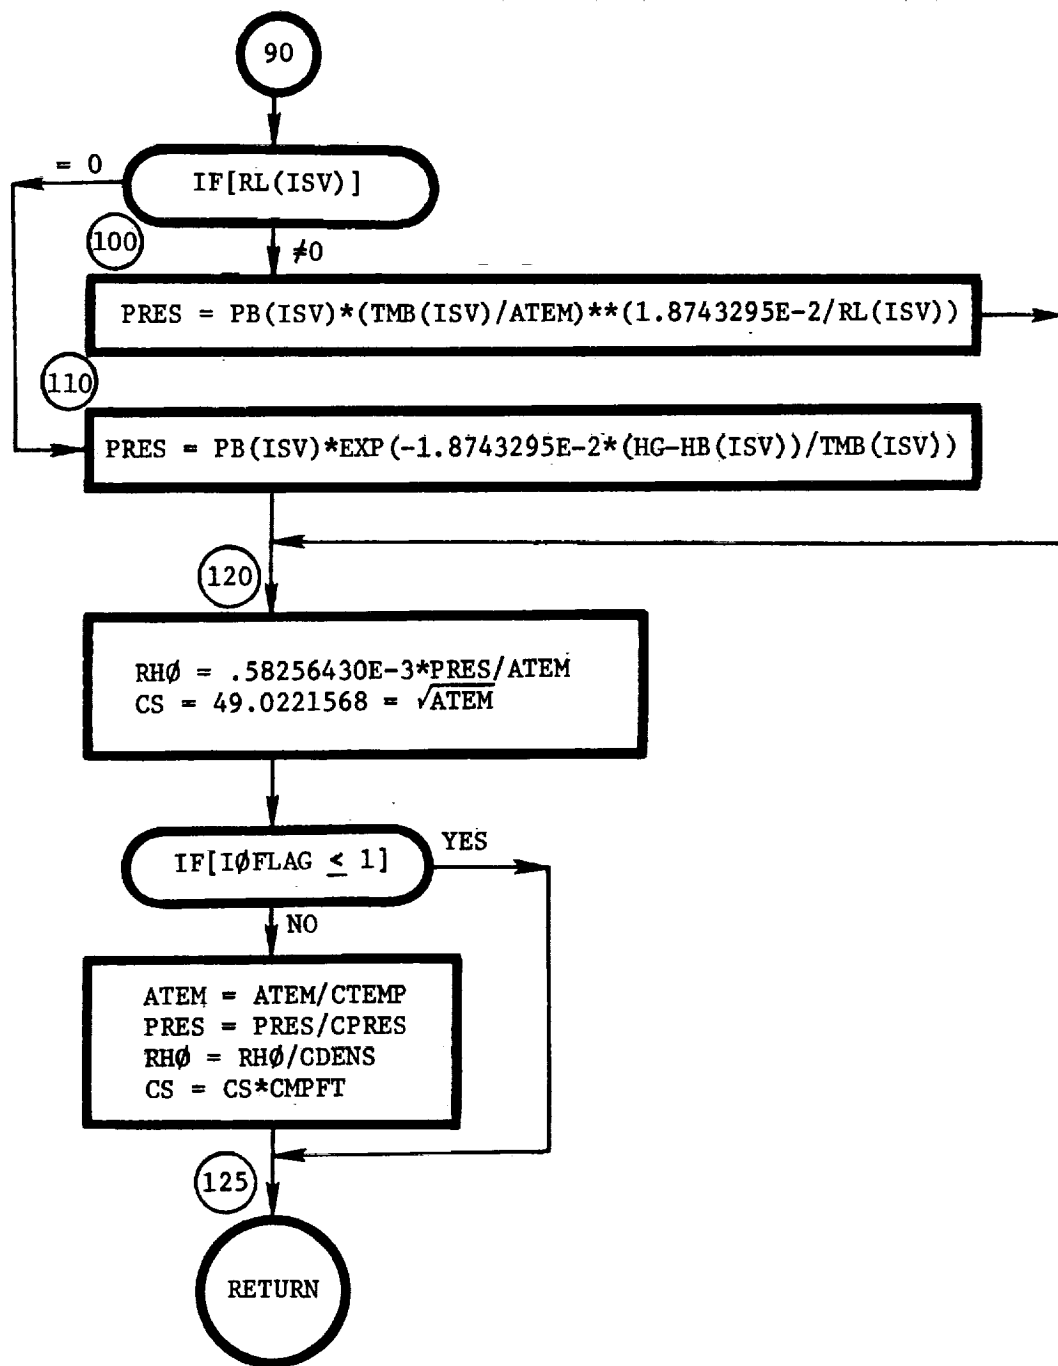 90
= 0
IF[RL(ISV)]
100
≠0
PRES = PB(ISV)*(TMB(ISV)/ATEM)**(1.8743295E-2/RL(ISV))
110
PRES = PB(ISV)*EXP(-1.8743295E-2*(HG-HB(ISV))/TMB(ISV))
120
RHØ = .58256430E-3*PRES/ATEM
CS = 49.0221568 = √ATEM
IF[IØFLAG ≤ 1]
YES
NO
ATEM = ATEM/CTEMP
PRES = PRES/CPRES
RHØ = RHØ/CDENS
CS = CS*CMPFT
125
RETURN